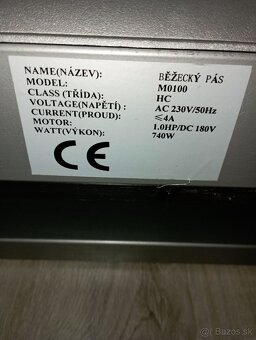 NAME(NÁZEV): BĚŽECKÝ PÁS
MODEL: M0100
CLASS (TŘÍDA): HC
VOLTAGE(NAPĚTÍ) : AC 230V/50Hz
CURRENT(PROUD): ≤4A
MOTOR: 1.0HP/DC 180V
WATT(VÝKON): 740W
CE
Bazos.sk